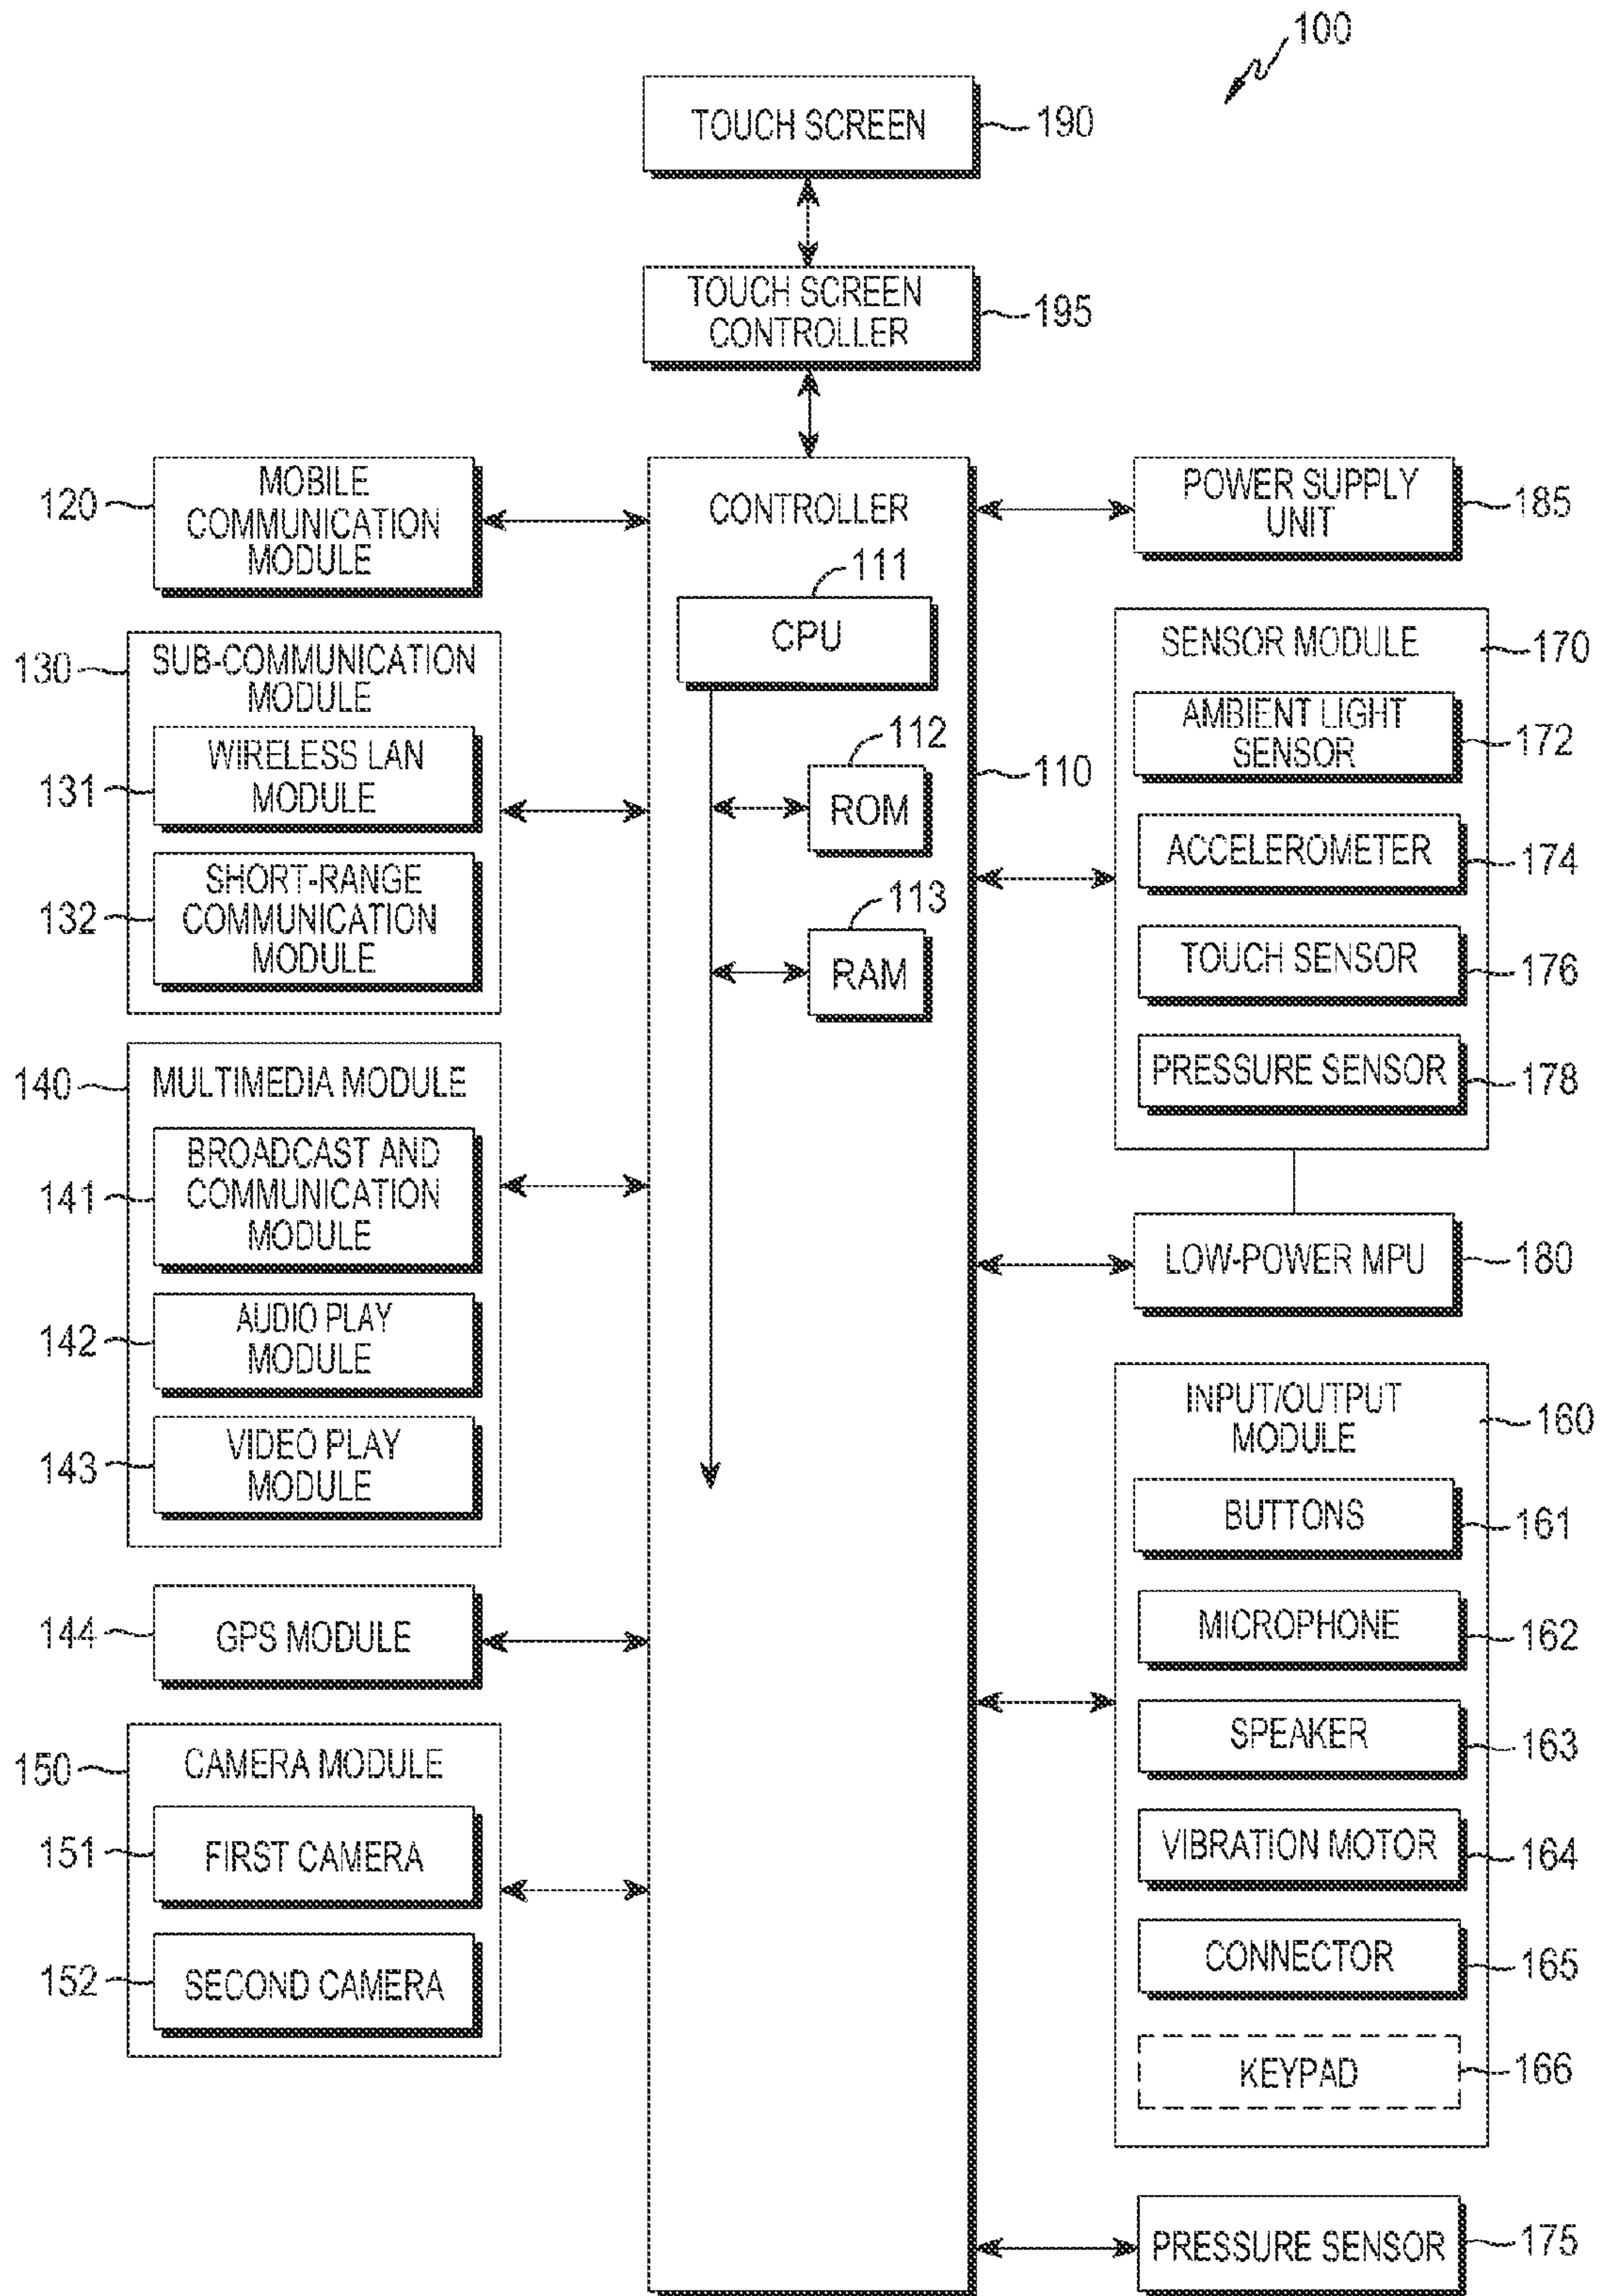 100
TOUCH SCREEN
190
TOUCH SCREEN
CONTROLLER
195
120
MOBILE
COMMUNICATION
MODULE
130
SUB-COMMUNICATION
MODULE
131
WIRELESS LAN
MODULE
132
SHORT-RANGE
COMMUNICATION
MODULE
140
MULTIMEDIA MODULE
141
BROADCAST AND
COMMUNICATION
MODULE
142
AUDIO PLAY
MODULE
143
VIDEO PLAY
MODULE
144
GPS MODULE
150
CAMERA MODULE
151
FIRST CAMERA
152
SECOND CAMERA
CONTROLLER
111
CPU
112
ROM
113
RAM
110
POWER SUPPLY
UNIT
185
SENSOR MODULE
170
AMBIENT LIGHT
SENSOR
172
ACCELEROMETER
174
TOUCH SENSOR
176
PRESSURE SENSOR
178
LOW-POWER MPU
180
INPUT/OUTPUT
MODULE
160
BUTTONS
161
MICROPHONE
162
SPEAKER
163
VIBRATION MOTOR
164
CONNECTOR
165
KEYPAD
166
PRESSURE SENSOR
175